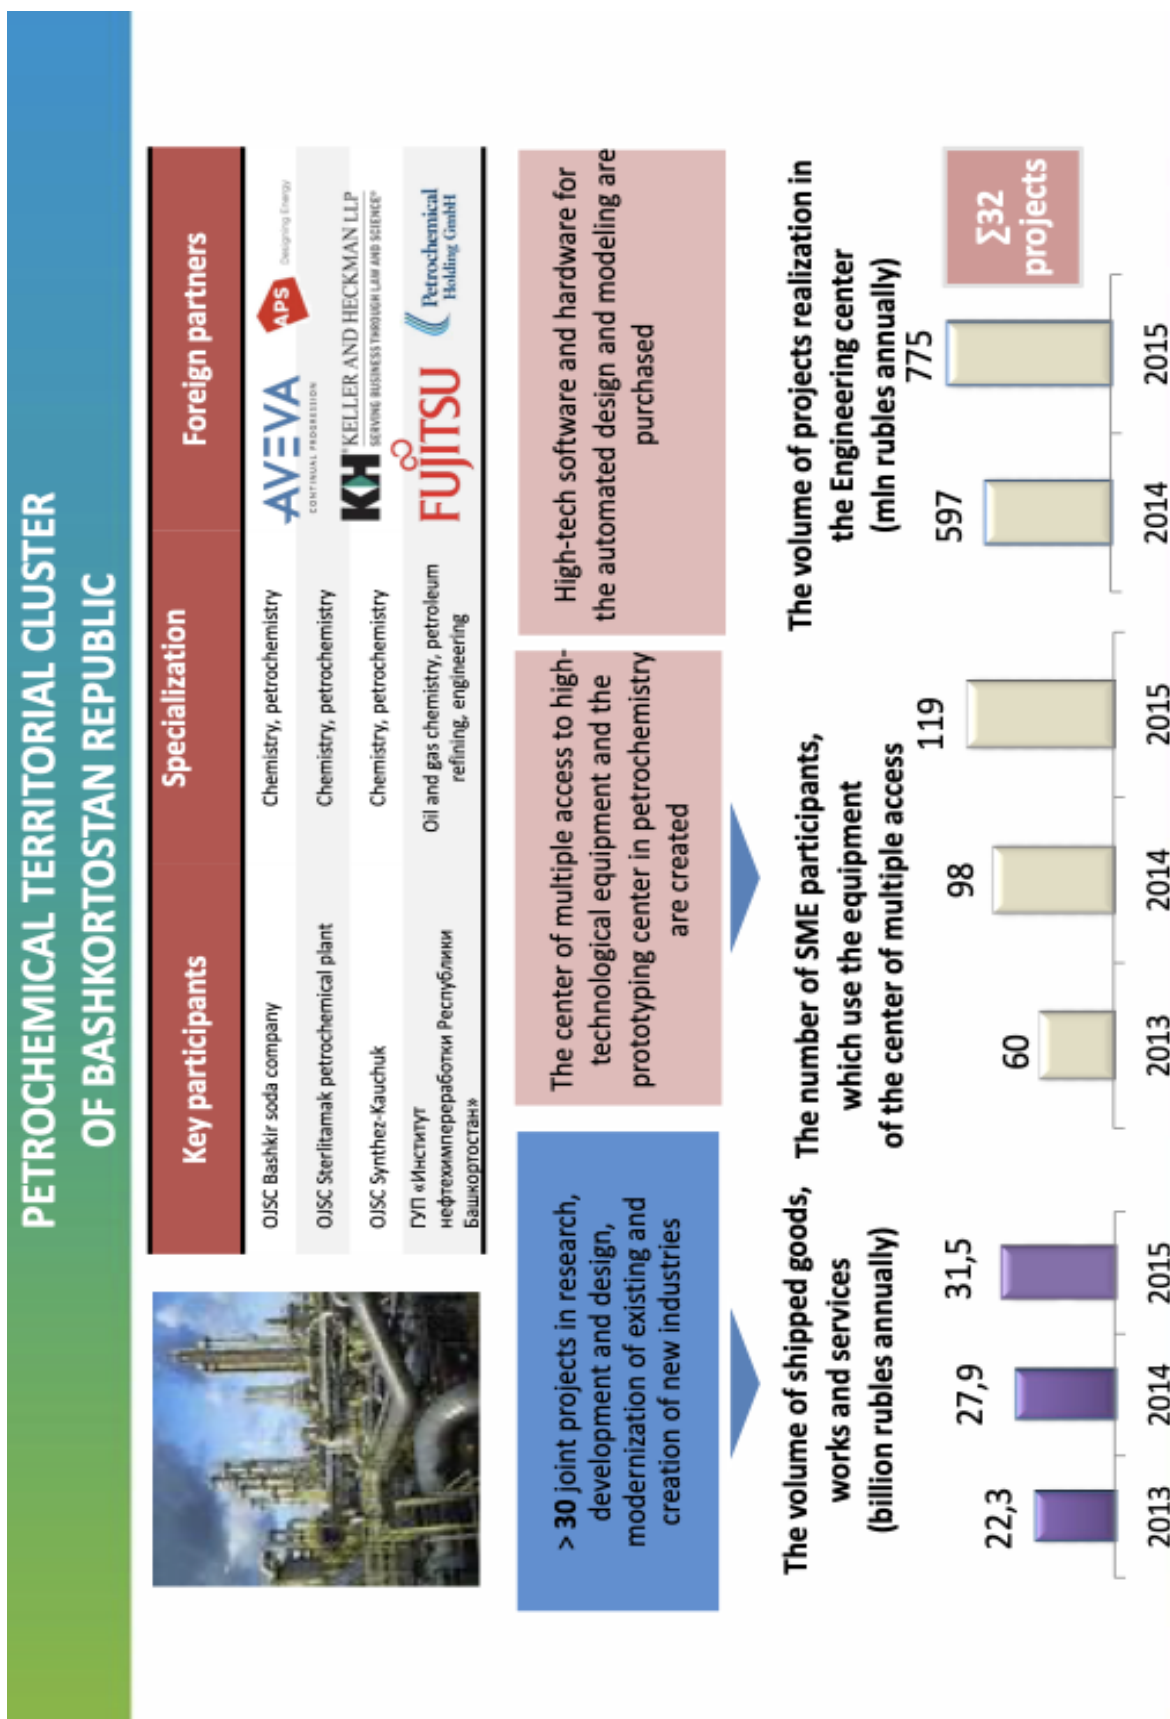 PETROCHEMICAL TERRITORIAL CLUSTER
OF BASHKORTOSTAN REPUBLIC
Key participants
Specialization
Foreign partners
OJSC Bashkir soda company
Chemistry, petrochemistry
OJSC Sterlitamak petrochemical plant
Chemistry, petrochemistry
OJSC Synthez-Kauchuk
Chemistry, petrochemistry
ГУП «Институт
нефтехимпереработки Республики
Башкортостан»
Oil and gas chemistry, petroleum
refining, engineering
AVEVA
CONTINUAL PROGRESSION
APS
Designing Energy
KH
KELLER AND HECKMAN LLP
SERVING BUSINESS THROUGH LAW AND SCIENCE®
FUJITSU
Petrochemical
Holding GmbH
> 30 joint projects in research,
development and design,
modernization of existing and
creation of new industries
The center of multiple access to high-
technological equipment and the
prototyping center in petrochemistry
are created
High-tech software and hardware for
the automated design and modeling are
purchased
The volume of shipped goods,
works and services
(billion rubles annually)
22,3
27,9
31,5
2013
2014
2015
The number of SME participants,
which use the equipment
of the center of multiple access
60
98
119
2013
2014
2015
The volume of projects realization in
the Engineering center
(mln rubles annually)
597
775
2014
2015
Σ32
projects